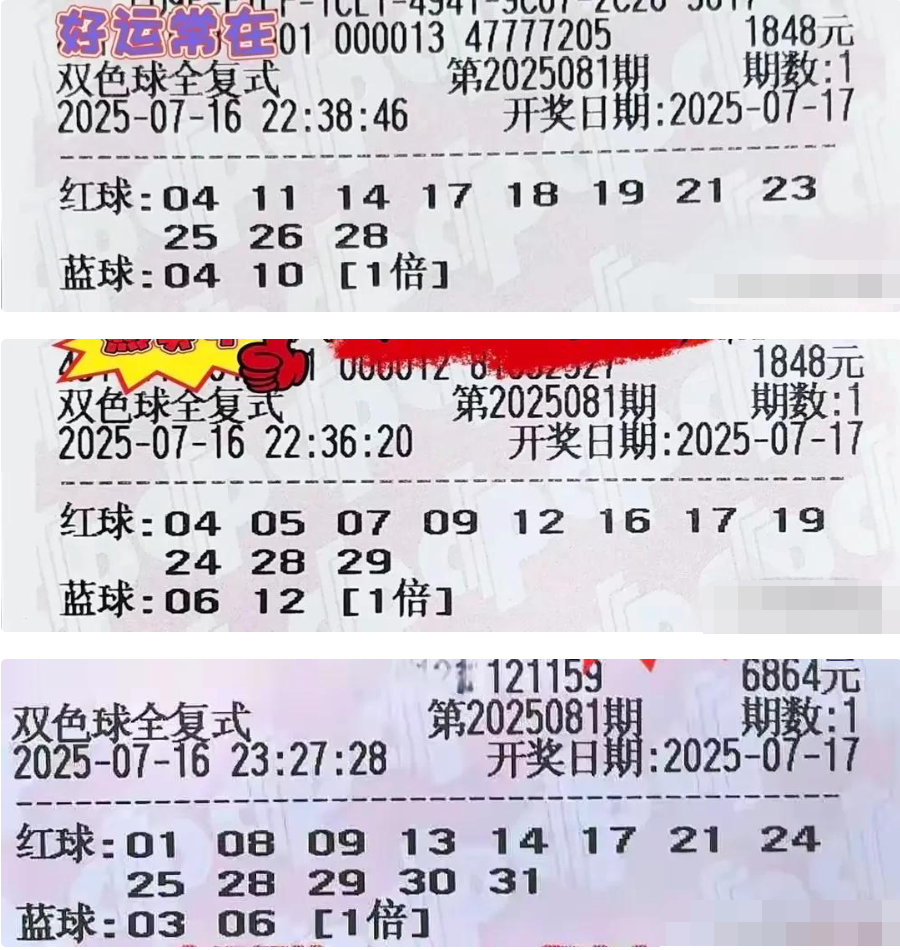 好运常在
01 000013 47777205 1848元
双色球全复式 第2025081期 期数:1
2025-07-16 22:38:46 开奖日期:2025-07-17
红球:04 11 14 17 18 19 21 23
25 26 28
蓝球:04 10 [1倍]
1848元
双色球全复式 第2025081期 期数:1
2025-07-16 22:36:20 开奖日期:2025-07-17
红球:04 05 07 09 12 16 17 19
24 28 29
蓝球:06 12 [1倍]
121159 6864元
双色球全复式 第2025081期 期数:1
2025-07-16 23:27:28 开奖日期:2025-07-17
红球:01 08 09 13 14 17 21 24
25 28 29 30 31
蓝球:03 06 [1倍]